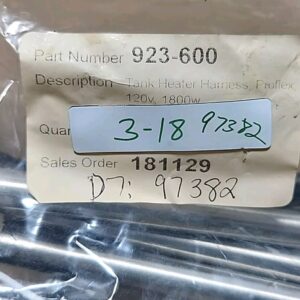 Part Number 923-600
Description Tank Heater Harness, Proflex
120v, 1800w
Quan
3-18 97382
Sales Order 181129
D7: 97382